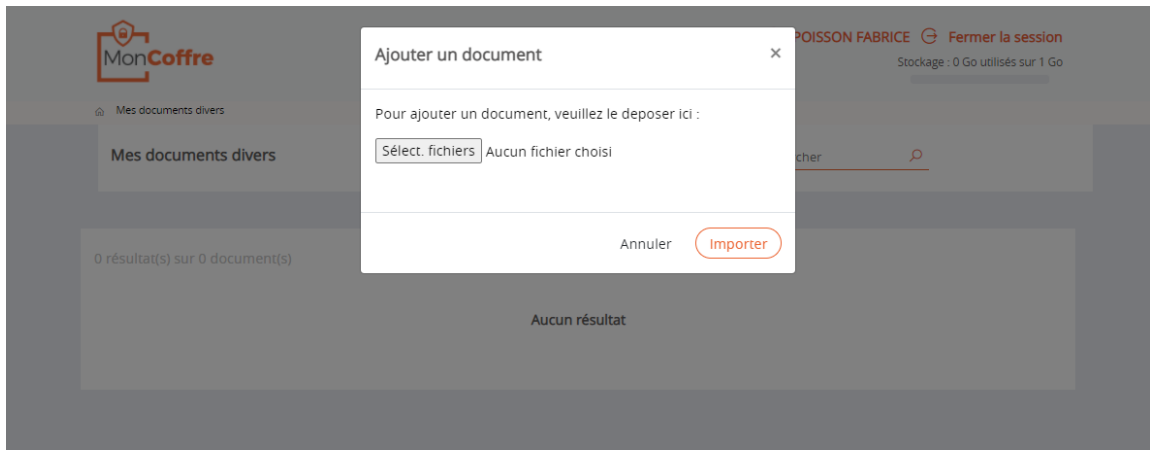 MonCoffre
POISSON FABRICE Fermer la session
Stockage : 0 Go utilisés sur 1 Go
Mes documents divers
Mes documents divers
cher
Ajouter un document ×
Pour ajouter un document, veuillez le deposer ici :
Sélect. fichiers Aucun fichier choisi
Annuler Importer
0 résultat(s) sur 0 document(s)
Aucun résultat